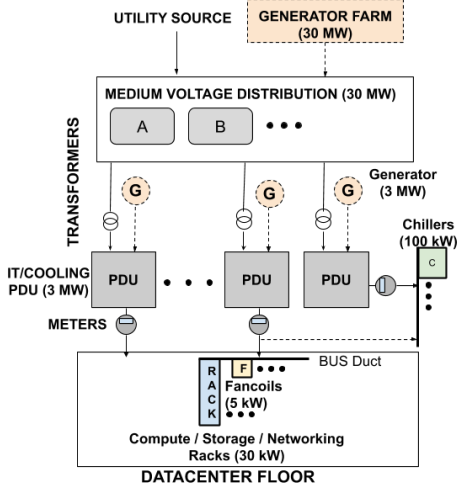 UTILITY SOURCE
GENERATOR FARM
(30 MW)
MEDIUM VOLTAGE DISTRIBUTION (30 MW)
A
B
TRANSFORMERS
G
G
G
Generator
(3 MW)
Chillers
(100 kW)
C
IT/COOLING
PDU (3 MW)
PDU
PDU
PDU
METERS
BUS Duct
RACK
F
Fancoils
(5 kW)
Compute / Storage / Networking
Racks (30 kW)
DATACENTER FLOOR